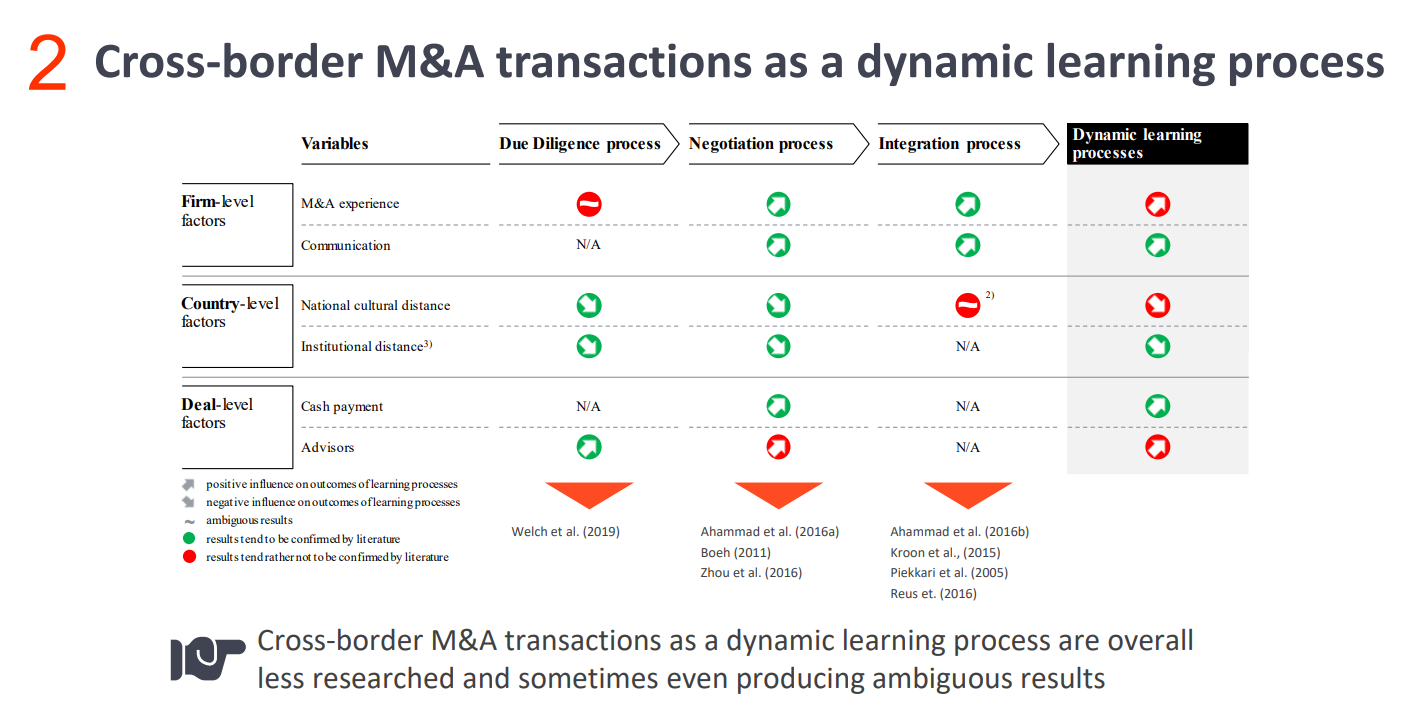 2 Cross-border M&A transactions as a dynamic learning process
Variables
Due Diligence process
Negotiation process
Integration process
Dynamic learning
processes
Firm-level
factors
M&A experience
Communication
N/A
Country-level
factors
National cultural distance
2)
Institutional distance3)
N/A
Deal-level
factors
Cash payment
N/A
N/A
Advisors
N/A
positive influence on outcomes of learning processes
negative influence on outcomes of learning processes
ambiguous results
results tend to be confirmed by literature
results tend rather not to be confirmed by literature
Welch et al. (2019)
Ahammad et al. (2016a)
Boeh (2011)
Zhou et al. (2016)
Ahammad et al. (2016b)
Kroon et al., (2015)
Piekkari et al. (2005)
Reus et. (2016)
Cross-border M&A transactions as a dynamic learning process are overall
less researched and sometimes even producing ambiguous results